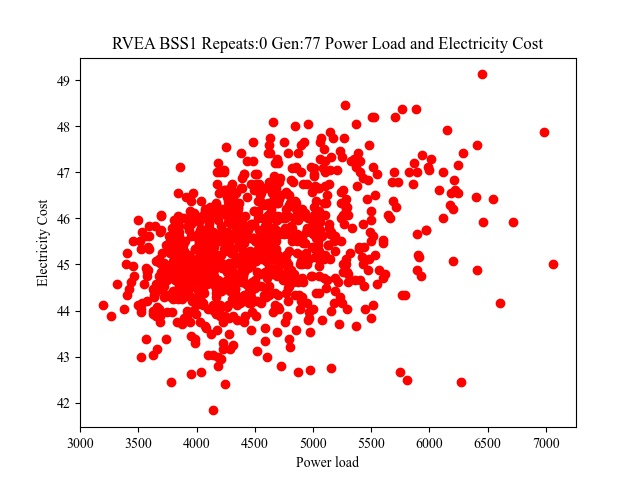 RVEA BSS1 Repeats:0 Gen:77 Power Load and Electricity Cost
49
48
47
46
45
44
43
42
Electricity Cost
3000 3500 4000 4500 5000 5500 6000 6500 7000
Power load